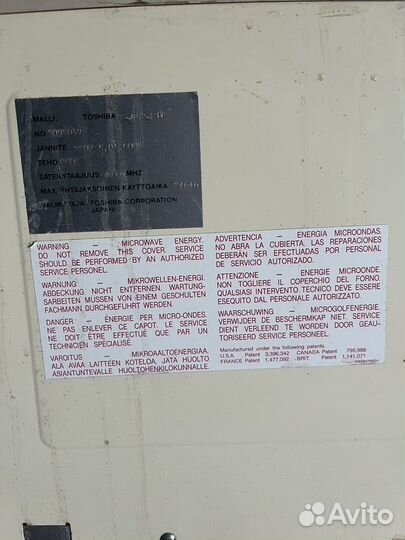 MALLI: TOSHIBA
NO
JÄNNITE
TEHO:
SÄTEILYTAAJUUS MHZ
MAX. YHTÄJAKSOINEN KÄYTTÖAIKA
VALMISTAJA: TOSHIBA CORPORATION
JAPANI
WARNING – MICROWAVE ENERGY.
DO NOT REMOVE THIS COVER SERVICE
SHOULD BE PERFORMED BY AN AUTHORIZED
SERVICE PERSONEL.
WARNUNG – MIKROWELLEN-ENERGI.
ABDECKUNG NICHT ENTFERNEN, WARTUNG-
SARBEITEN MÜSSEN VON EINEM GESCHULTEN
FACHMANN, DURCHGEFÜHRT WERDEN.
DANGER – ÉNERGIE PAR MICRO-ONDES.
NE PAS ENLEVER CE CAPOT. LE SERVICE
NE DOIT ÊTRE EFFECTUÉ QUE PAR UN
TECHNICIEN SPÉCIALISÉ.
VAROITUS – MIKROAALTOENERGIAA.
ÄLÄ AVAA LAITTEEN KOTELOA, JÄTÄ HUOLTO
ASIANTUNTEVALLE HUOLTOHENKILÖKUNNALLE.
ADVERTENCIA – ENERGIA MICROONDAS.
NO ABRA LA CUBIERTA. LAS REPARACIONES
DEBERÁN SER EFECTUADAS POR PERSONAL
DE SERVICIO AUTORIZADO.
ATTENZIONE – ENERGIE MICROONDE.
NON TOGLIERE IL COPERCHIO DEL FORNO.
QUALSIASI INTERVENTO TECNICO DEVE ESSERE
ESEQUITO DAL PERSONALE AUTORIZZATO.
WAARSCHUWING – MICROGOLFENERGIE.
VERWIJDER DE BESCHERMKAP NIET. SERVICE
DIENT VERLEEND TE WORDEN DOOR GEAU-
TORISEERD SERVICE PERSONEEL.
Manufactured under the following patents.
U.S.A. Patent 3,396,342 CANADA Patent 795,986
FRANCE Patent 1,477,092 BRIT. Patent 1,141,071
Avito